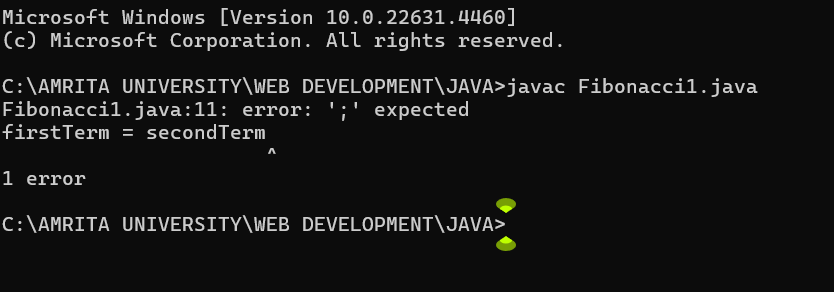 Microsoft Windows [Version 10.0.22631.4460]
(c) Microsoft Corporation. All rights reserved.
C:\AMRITA UNIVERSITY\WEB DEVELOPMENT\JAVA>javac Fibonacci1.java
Fibonacci1.java:11: error: ';' expected
firstTerm = secondTerm
^
1 error
C:\AMRITA UNIVERSITY\WEB DEVELOPMENT\JAVA>